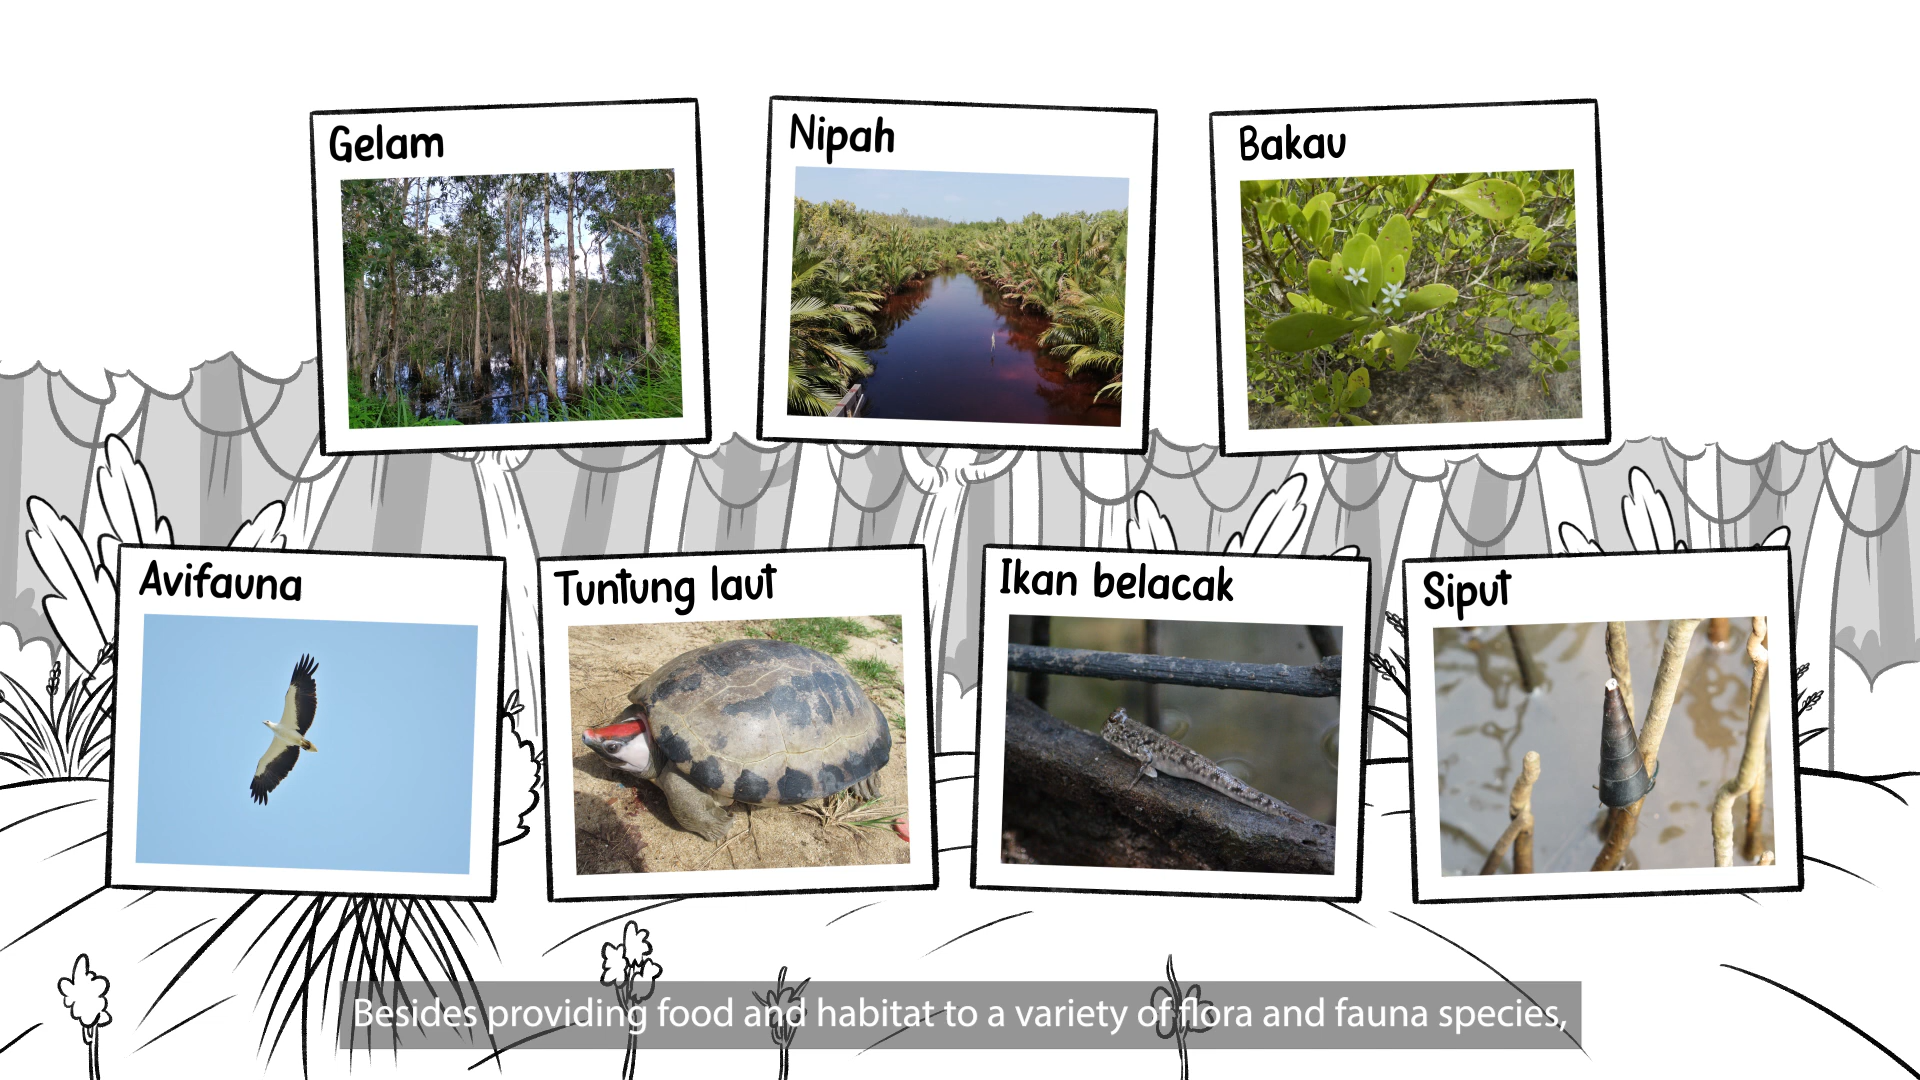 Gelam
Nipah
Bakau
Avifauna
Tuntung laut
Ikan belacak
Siput
Besides providing food and habitat to a variety of flora and fauna species,